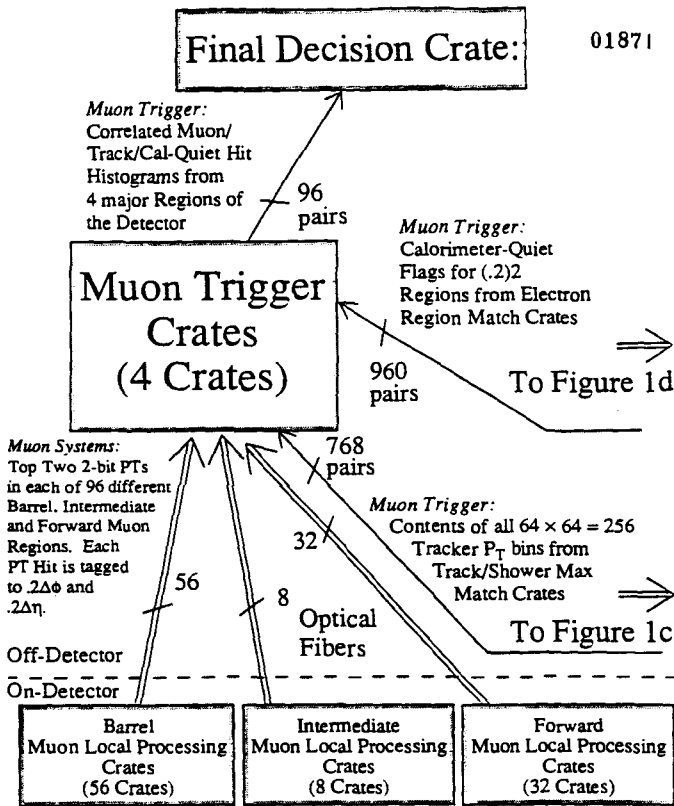 Final Decision Crate:
01871
Muon Trigger:
Correlated Muon/
Track/Cal-Quiet Hit
Histograms from
4 major Regions of
the Detector
96
pairs
Muon Trigger:
Calorimeter-Quiet
Flags for (.2)2
Regions from Electron
Region Match Crates
Muon Trigger
Crates
(4 Crates)
960
pairs
To Figure 1d
Muon Systems:
Top Two 2-bit PTs
in each of 96 different
Barrel, Intermediate
and Forward Muon
Regions. Each
PT Hit is tagged
to .2Δϕ and
.2Δη.
768
pairs
Muon Trigger:
Contents of all 64 × 64 = 256
Tracker P_T bins from
Track/Shower Max
Match Crates
56
8
32
Optical
Fibers
To Figure 1c
Off-Detector
On-Detector
Barrel
Muon Local Processing
Crates
(56 Crates)
Intermediate
Muon Local Processing
Crates
(8 Crates)
Forward
Muon Local Processing
Crates
(32 Crates)